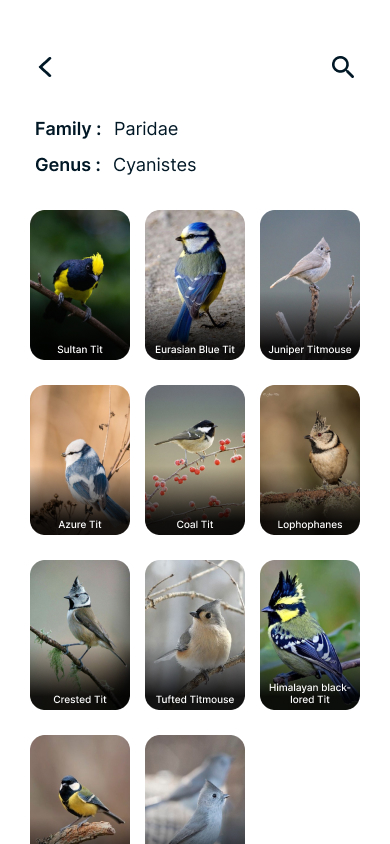 Family : Paridae
Genus : Cyanistes
Sultan Tit
Eurasian Blue Tit
Juniper Titmouse
Azure Tit
Coal Tit
Lophophanes
Crested Tit
Tufted Titmouse
Himalayan black-
lored Tit